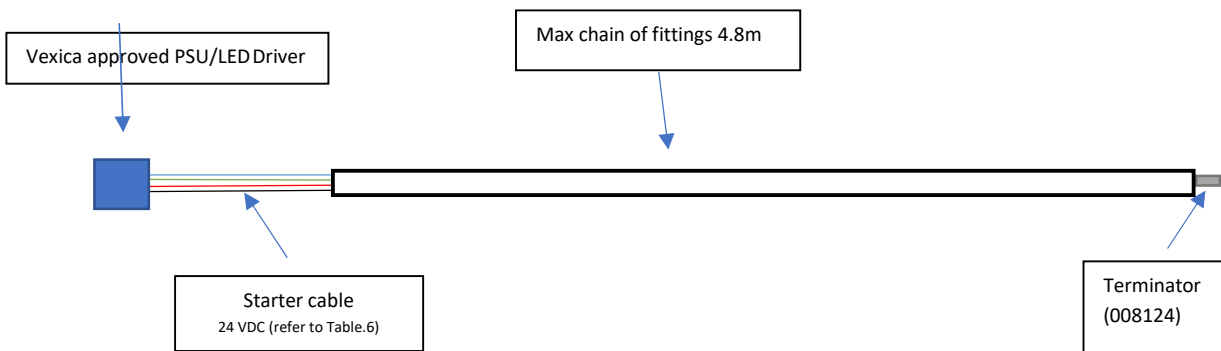 Max chain of fittings 4.8m
Vexica approved PSU/LED Driver
Starter cable
24 VDC (refer to Table.6)
Terminator
(008124)